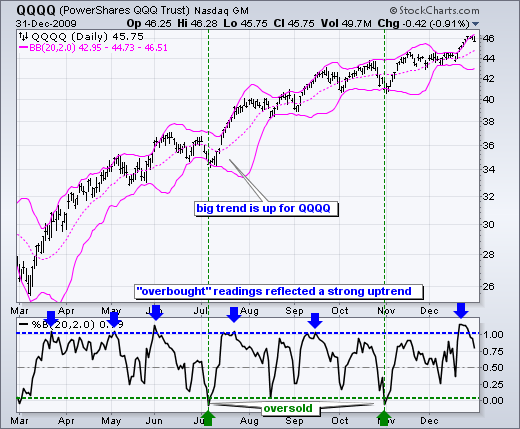 QQQQ (PowerShares QQQ Trust) Nasdaq GM © StockCharts.com
31-Dec-2009 Op 46.25 Hi 46.28 Lo 45.75 Cl 45.75 Vol 49.7M Chg -0.42 (-0.91%)
QQQQ (Daily) 45.75
BB(20,2.0) 42.95 - 44.73 - 46.51
46
44
42
40
38
36
34
32
30
28
26
big trend is up for QQQQ
"overbought" readings reflected a strong uptrend
Mar Apr May Jun Jul Aug Sep Oct Nov Dec
%B(20,2.0)
1.00
0.75
0.50
0.25
0.00
oversold
Mar Apr May Jun Jul Aug Sep Oct Nov Dec